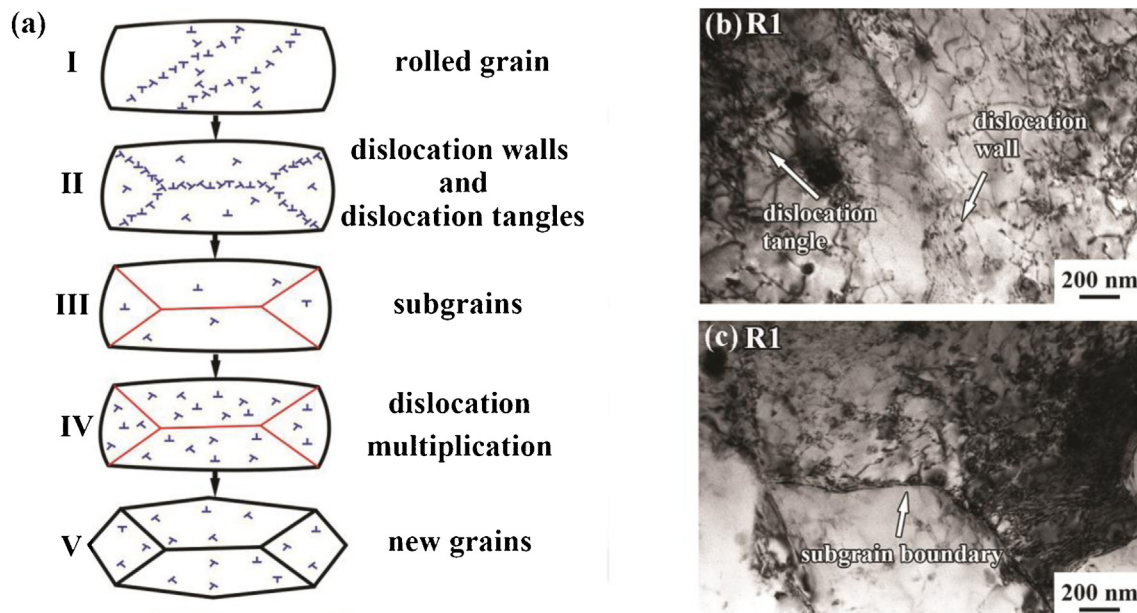 (a)
I
rolled grain
II
dislocation walls
and
dislocation tangles
III
subgrains
IV
dislocation
multiplication
V
new grains
(b) R1
dislocation
wall
dislocation
tangle
200 nm
(c) R1
subgrain boundary
200 nm